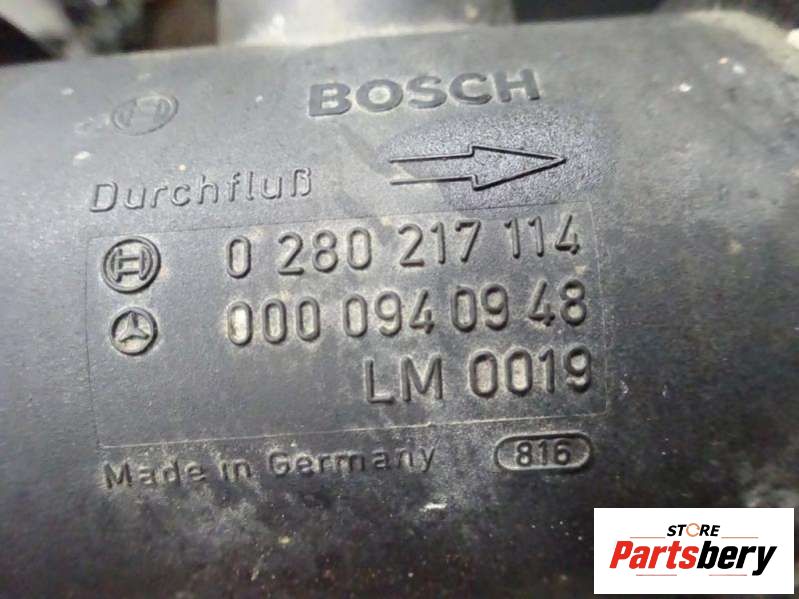 BOSCH
Durchfluß
0 280 217 114
000 094 09 48
LM 0019
Made in Germany 816
STORE
Partsbery